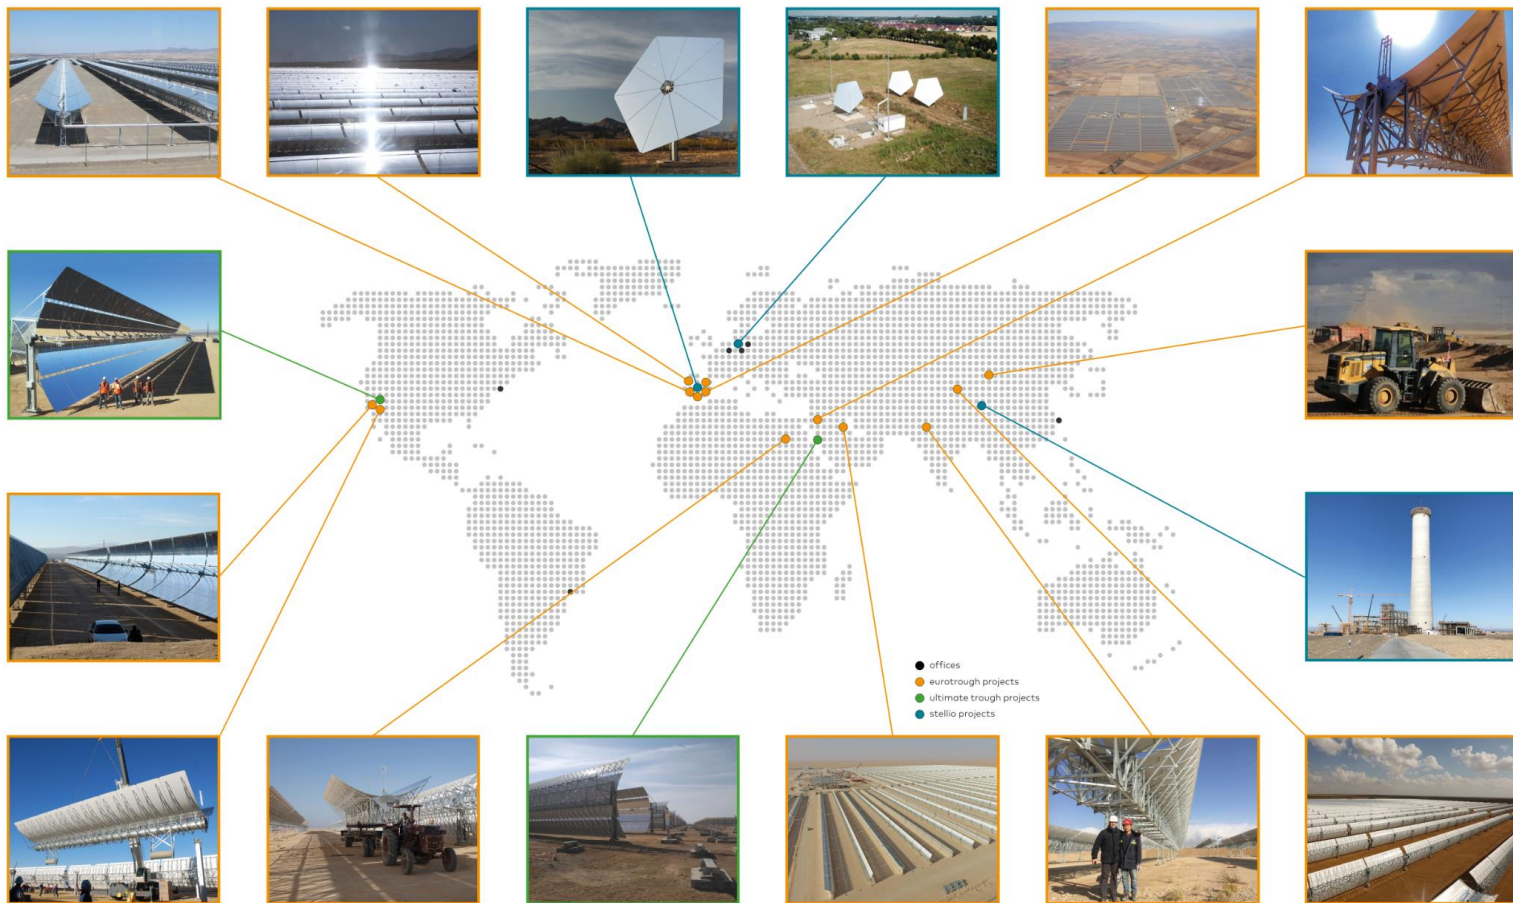 offices
eurotrough projects
ultimate trough projects
stellio projects